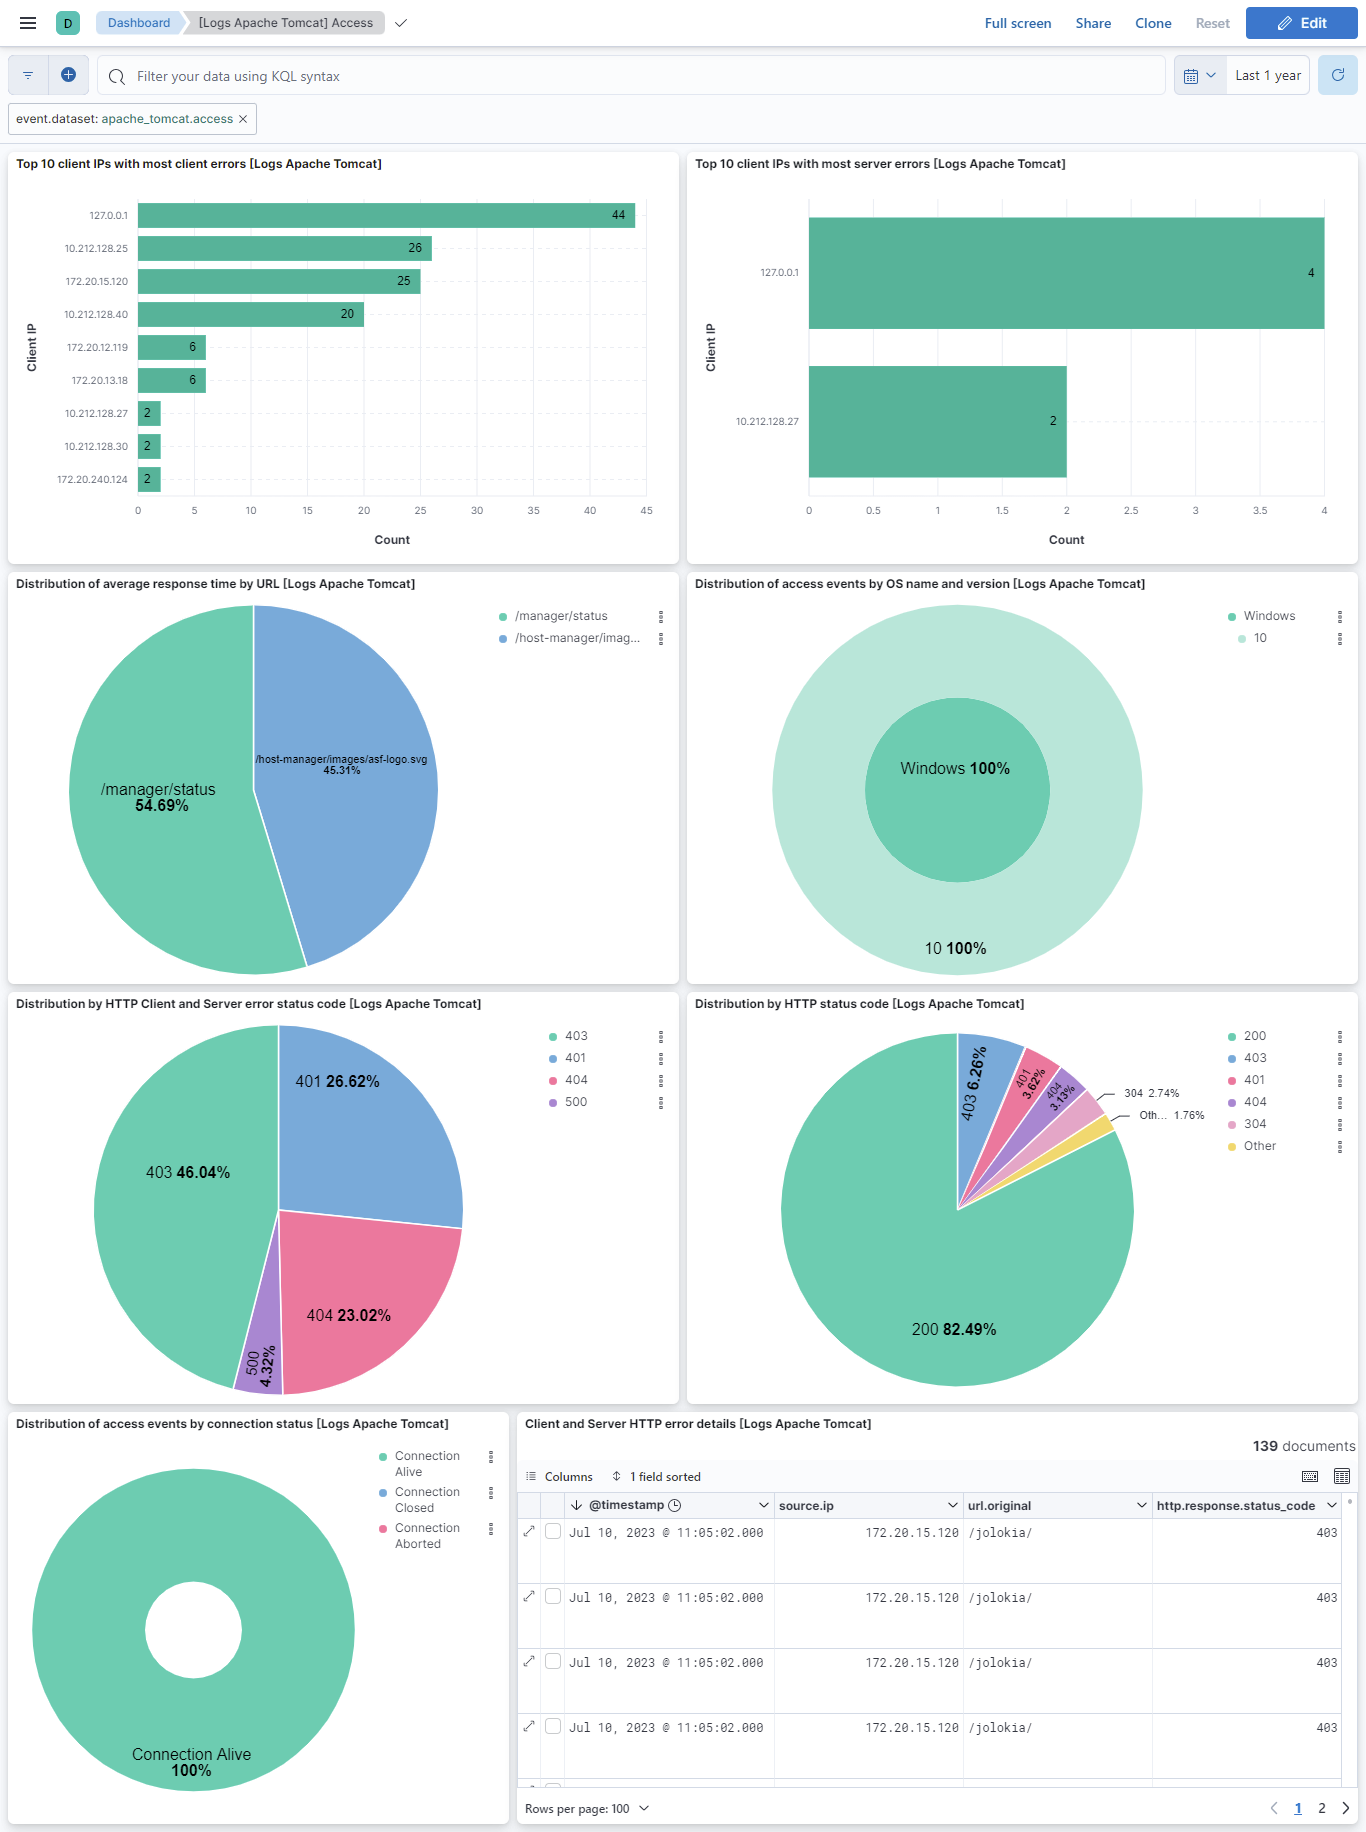 D
Dashboard
[Logs Apache Tomcat] Access
Full screen
Share
Clone
Reset
Edit
Filter your data using KQL syntax
Last 1 year
event.dataset: apache_tomcat.access ×
Top 10 client IPs with most client errors [Logs Apache Tomcat]
Client IP
127.0.0.1
44
10.212.128.25
26
172.20.15.120
25
10.212.128.40
20
172.20.12.119
6
172.20.13.18
6
10.212.128.27
2
10.212.128.30
2
172.20.240.124
2
0 5 10 15 20 25 30 35 40 45
Count
Top 10 client IPs with most server errors [Logs Apache Tomcat]
Client IP
127.0.0.1
4
10.212.128.27
2
0 0.5 1 1.5 2 2.5 3 3.5 4
Count
Distribution of average response time by URL [Logs Apache Tomcat]
/manager/status
/host-manager/imag...
/host-manager/images/asf-logo.svg
45.31%
/manager/status
54.69%
Distribution of access events by OS name and version [Logs Apache Tomcat]
Windows
10
Windows 100%
10 100%
Distribution by HTTP Client and Server error status code [Logs Apache Tomcat]
403
401
404
500
401 26.62%
403 46.04%
404 23.02%
500
4.32%
Distribution by HTTP status code [Logs Apache Tomcat]
200
403
401
404
304
Other
403 6.26%
401
3.62%
404
3.13%
304 2.74%
Oth... 1.76%
200 82.49%
Distribution of access events by connection status [Logs Apache Tomcat]
Connection
Alive
Connection
Closed
Connection
Aborted
Connection Alive
100%
Client and Server HTTP error details [Logs Apache Tomcat]
139 documents
Columns
1 field sorted
@timestamp source.ip url.original http.response.status_code
Jul 10, 2023 @ 11:05:02.000 172.20.15.120 /jolokia/ 403
Jul 10, 2023 @ 11:05:02.000 172.20.15.120 /jolokia/ 403
Jul 10, 2023 @ 11:05:02.000 172.20.15.120 /jolokia/ 403
Jul 10, 2023 @ 11:05:02.000 172.20.15.120 /jolokia/ 403
Rows per page: 100
1 2